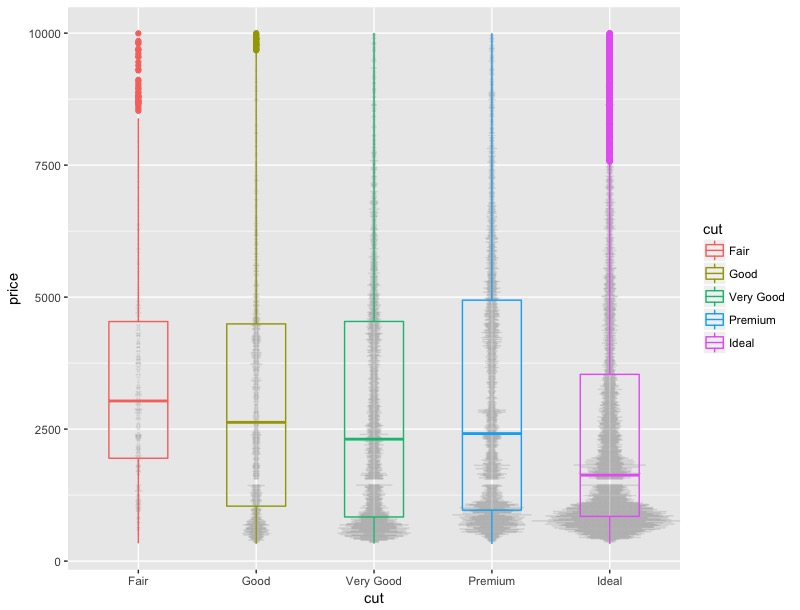 10000
7500
5000
2500
0
price
Fair
Good
Very Good
Premium
Ideal
cut
cut
Fair
Good
Very Good
Premium
Ideal